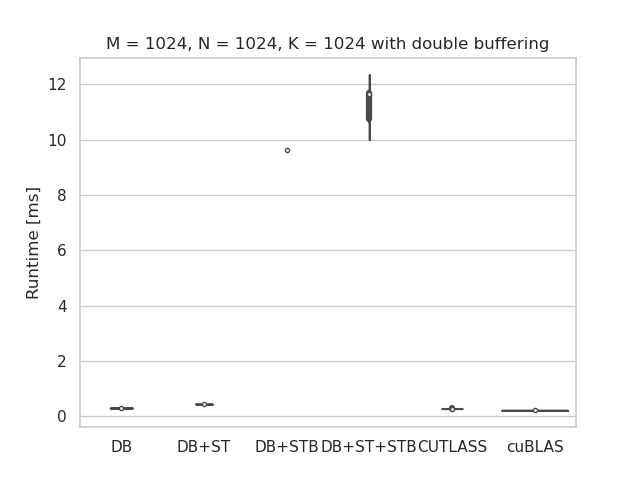 M = 1024, N = 1024, K = 1024 with double buffering
Runtime [ms]
12
10
8
6
4
2
0
DB DB+ST DB+STB DB+ST+STB CUTLASS cuBLAS